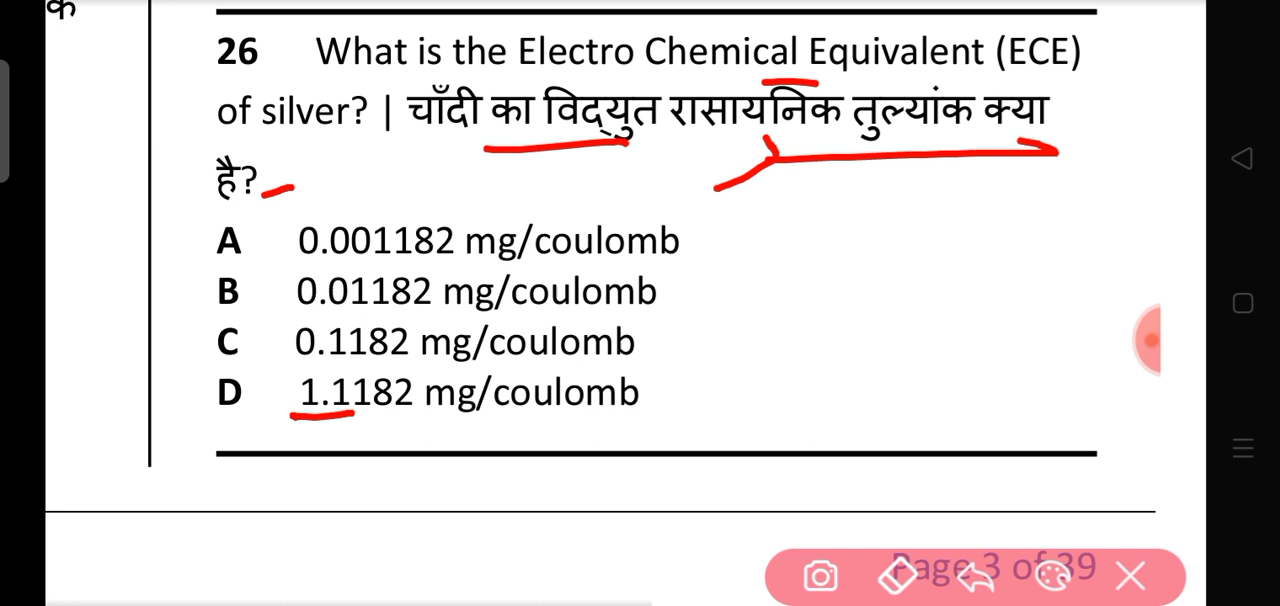 क
26 What is the Electro Chemical Equivalent (ECE)
of silver? | चाँदी का विद्युत रासायनिक तुल्यांक क्या
है?
A 0.001182 mg/coulomb
B 0.01182 mg/coulomb
C 0.1182 mg/coulomb
D 1.1182 mg/coulomb
Page 3 of 39